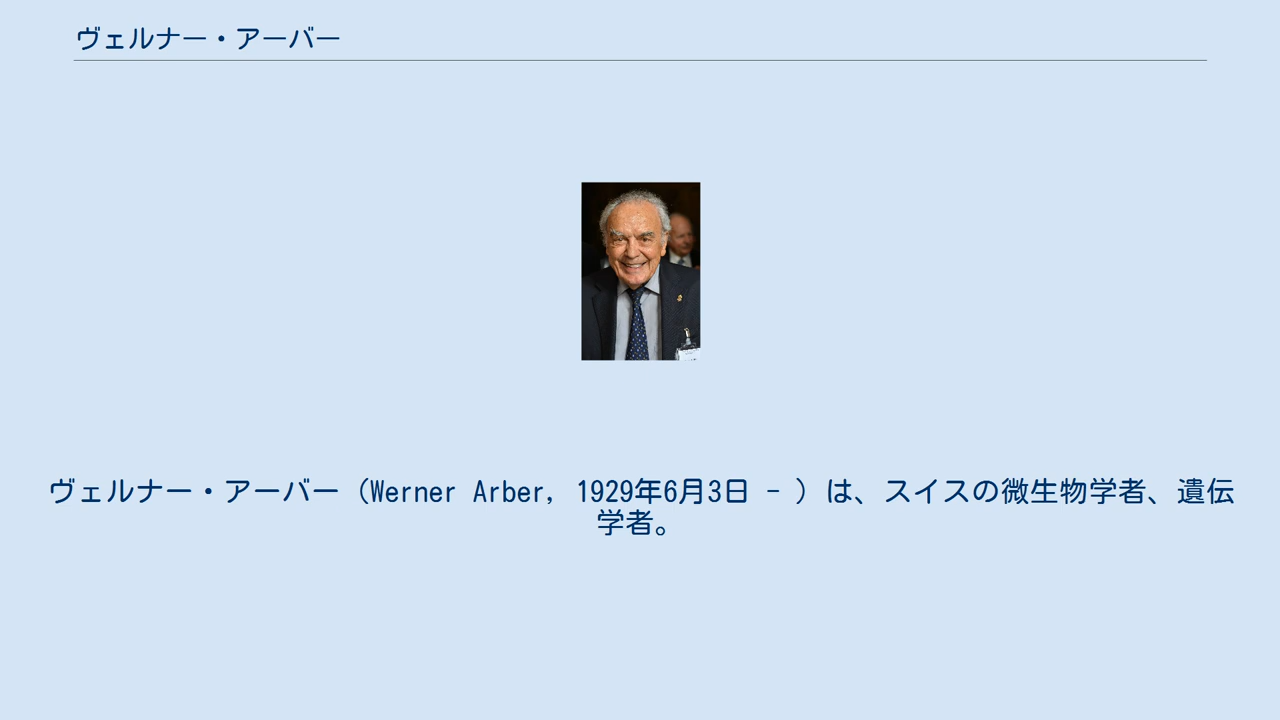 ヴェルナー・アーバー
ヴェルナー・アーバー（Werner Arber, 1929年6月3日 - ）は、スイスの微生物学者、遺伝
学者。